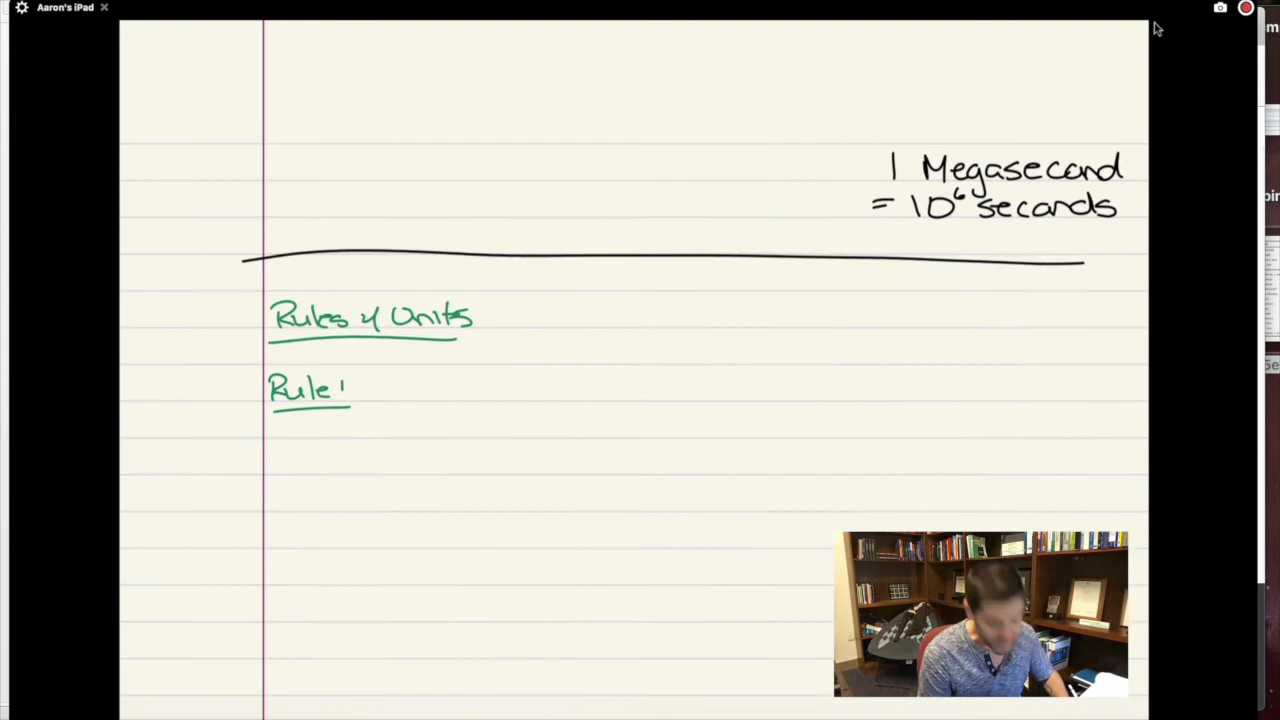 Aaron's iPad
1 Megasecond
= 10⁶ seconds
Rules of Units
Rule 1